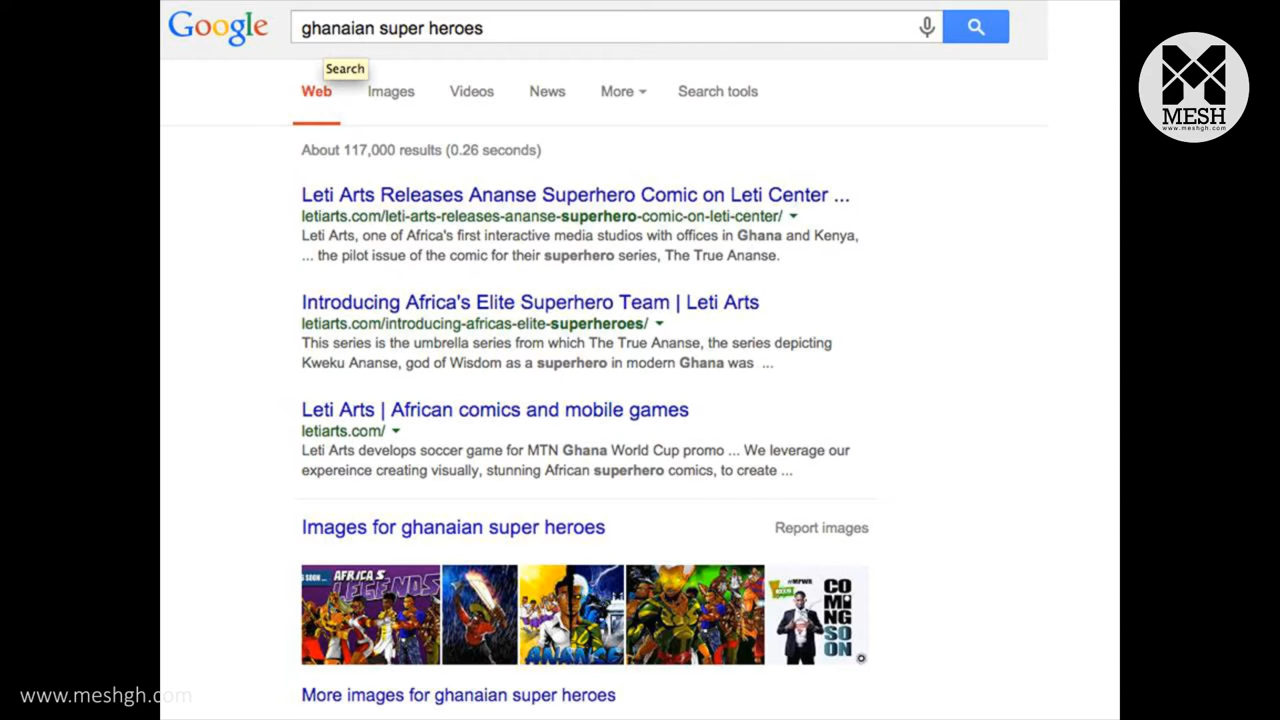 Google
ghanaian super heroes
Search
Web Images Videos News More Search tools
About 117,000 results (0.26 seconds)
Leti Arts Releases Ananse Superhero Comic on Leti Center ...
letiarts.com/leti-arts-releases-ananse-superhero-comic-on-leti-center/
Leti Arts, one of Africa's first interactive media studios with offices in Ghana and Kenya,
... the pilot issue of the comic for their superhero series, The True Ananse.
Introducing Africa's Elite Superhero Team | Leti Arts
letiarts.com/introducing-africas-elite-superheroes/
This series is the umbrella series from which The True Ananse, the series depicting
Kweku Ananse, god of Wisdom as a superhero in modern Ghana was ...
Leti Arts | African comics and mobile games
letiarts.com/
Leti Arts develops soccer game for MTN Ghana World Cup promo ... We leverage our
expereince creating visually, stunning African superhero comics, to create ...
Images for ghanaian super heroes
Report images
SOON...
AFRICA'S
LEGENDS
ANANSE
COMING
SOON
More images for ghanaian super heroes
MESH
www.meshgh.com
www.meshgh.com